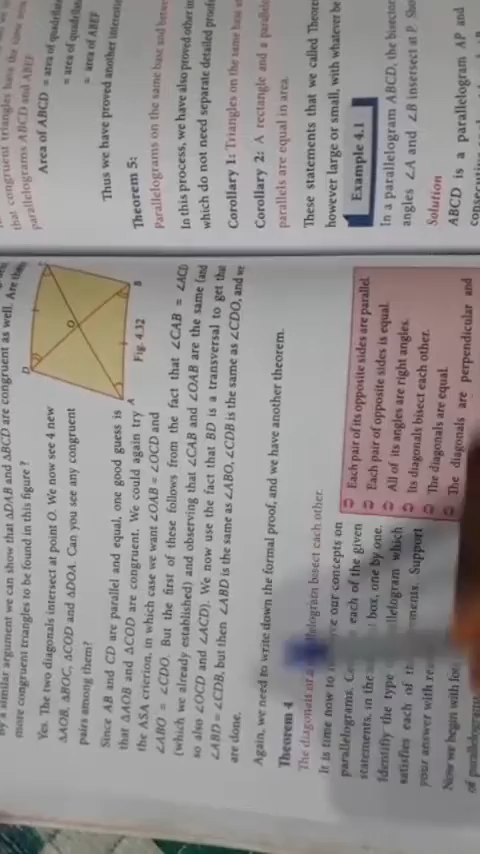 by a similar argument we can show that ΔDAB and ΔBCD are congruent as well. Are there
more congruent triangles to be found in this figure ?
Yes. The two diagonals intersect at point O. We now see 4 new
ΔAOB, ΔBOC, ΔCOD and ΔDOA. Can you see any congruent
pairs among them?
D
C
O
A
B
Fig. 4.32
Since AB and CD are parallel and equal, one good guess is
that ΔAOB and ΔCOD are congruent. We could again try
the ASA criterion, in which case we want ∠OAB = ∠OCD and
∠ABO = ∠CDO. But the first of these follows from the fact that ∠CAB = ∠ACD
(which we already established) and observing that ∠CAB and ∠OAB are the same (and
so also ∠OCD and ∠ACD). We now use the fact that BD is a transversal to get that
∠ABD = ∠CDB, but then ∠ABD is the same as ∠ABO, ∠CDB is the same as ∠CDO, and we
are done.
Again, we need to write down the formal proof, and we have another theorem.
Theorem 4
The diagonals of a parallelogram bisect each other.
It is time now to our concepts on
parallelograms. each of the given
statements, in the box, one by one.
Identify the type of parallelogram which
satisfies each of the statements. Support
your answer with
Now we begin with
of parallelograms
Each pair of its opposite sides are parallel
Each pair of opposite sides is equal.
All of its angles are right angles.
Its diagonals bisect each other.
The diagonals are equal.
The diagonals are perpendicular and
that congruent triangles have the same area
parallelograms ABCD and ABEF
Area of ABCD = area of
= area of
= area of ABEF
Thus we have proved another
Theorem 5:
Parallelograms on the same base and
In this process, we have also proved other
which do not need separate detailed proofs
Corollary 1: Triangles on the same base
Corollary 2: A rectangle and a
parallels are equal in area.
These statements that we called
however large or small, with whatever be
Example 4.1
In a parallelogram ABCD, the
angles ∠A and ∠B intersect at P.
Solution
ABCD is a parallelogram AP and